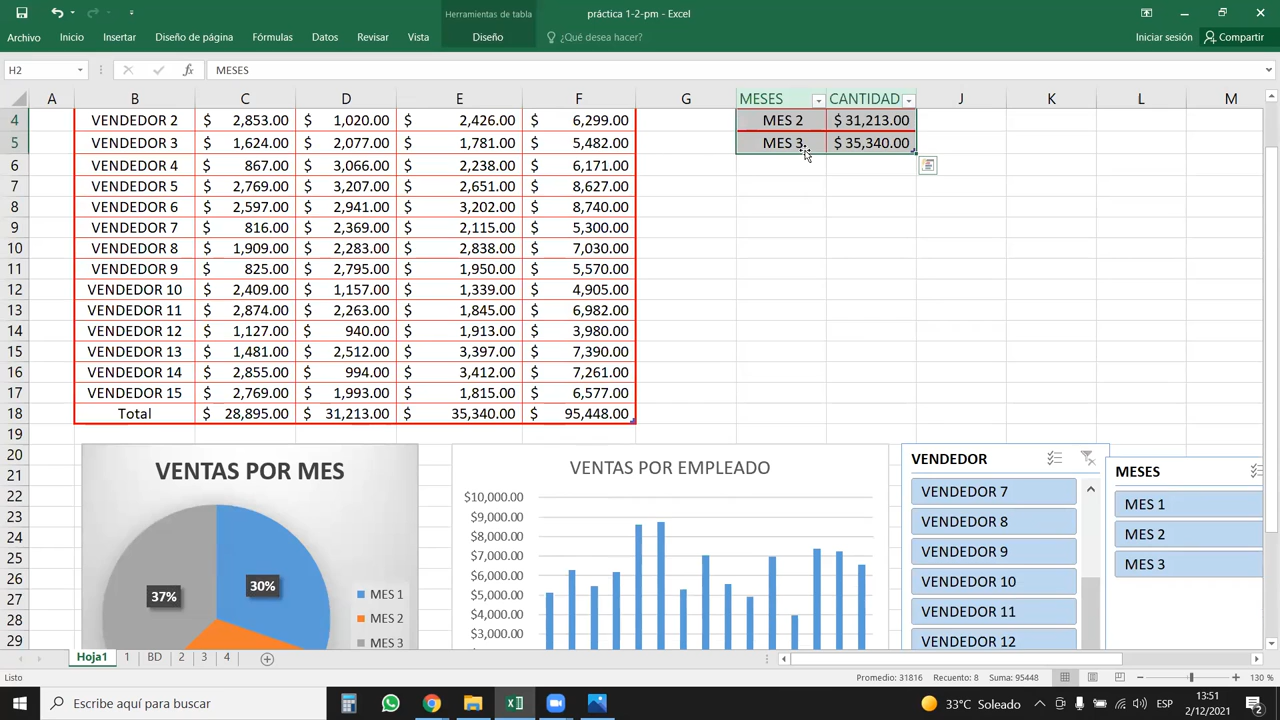 práctica 1-2-pm - Excel
Herramientas de tabla
Archivo Inicio Insertar Diseño de página Fórmulas Datos Revisar Vista Diseño ¿Qué desea hacer? Iniciar sesión Compartir
H2 fx MESES
A B C D E F G MESES CANTIDAD J K L M
4 VENDEDOR 2 $ 2,853.00 $ 1,020.00 $ 2,426.00 $ 6,299.00 MES 2 $ 31,213.00
5 VENDEDOR 3 $ 1,624.00 $ 2,077.00 $ 1,781.00 $ 5,482.00 MES 3 $ 35,340.00
6 VENDEDOR 4 $ 867.00 $ 3,066.00 $ 2,238.00 $ 6,171.00
7 VENDEDOR 5 $ 2,769.00 $ 3,207.00 $ 2,651.00 $ 8,627.00
8 VENDEDOR 6 $ 2,597.00 $ 2,941.00 $ 3,202.00 $ 8,740.00
9 VENDEDOR 7 $ 816.00 $ 2,369.00 $ 2,115.00 $ 5,300.00
10 VENDEDOR 8 $ 1,909.00 $ 2,283.00 $ 2,838.00 $ 7,030.00
11 VENDEDOR 9 $ 825.00 $ 2,795.00 $ 1,950.00 $ 5,570.00
12 VENDEDOR 10 $ 2,409.00 $ 1,157.00 $ 1,339.00 $ 4,905.00
13 VENDEDOR 11 $ 2,874.00 $ 2,263.00 $ 1,845.00 $ 6,982.00
14 VENDEDOR 12 $ 1,127.00 $ 940.00 $ 1,913.00 $ 3,980.00
15 VENDEDOR 13 $ 1,481.00 $ 2,512.00 $ 3,397.00 $ 7,390.00
16 VENDEDOR 14 $ 2,855.00 $ 994.00 $ 3,412.00 $ 7,261.00
17 VENDEDOR 15 $ 2,769.00 $ 1,993.00 $ 1,815.00 $ 6,577.00
18 Total $ 28,895.00 $ 31,213.00 $ 35,340.00 $ 95,448.00
19
20
21
22
23
24
25
26
27
28
29
VENTAS POR MES
37%
30%
MES 1
MES 2
MES 3
VENTAS POR EMPLEADO
$10,000.00
$9,000.00
$8,000.00
$7,000.00
$6,000.00
$5,000.00
$4,000.00
$3,000.00
VENDEDOR
VENDEDOR 7
VENDEDOR 8
VENDEDOR 9
VENDEDOR 10
VENDEDOR 11
VENDEDOR 12
MESES
MES 1
MES 2
MES 3
Hoja1 1 BD 2 3 4
Listo Promedio: 31816 Recuento: 8 Suma: 95448 130 %
Escribe aquí para buscar 33°C Soleado ESP 13:51
2/12/2021 2